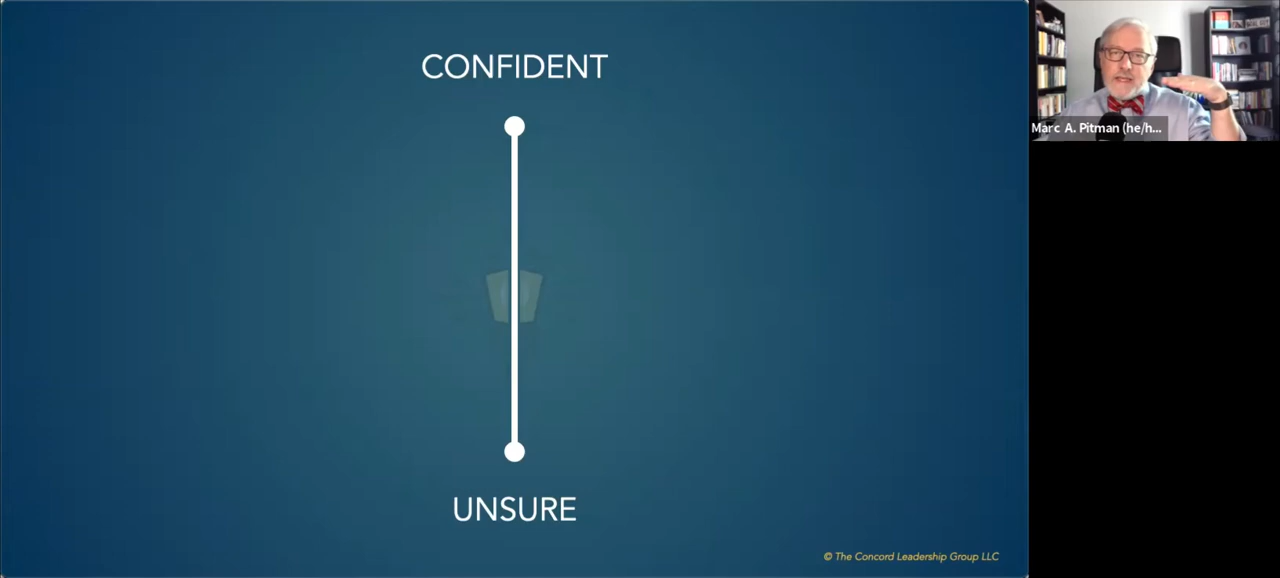 CONFIDENT
Marc A. Pitman (he/h...
UNSURE
© The Concord Leadership Group LLC